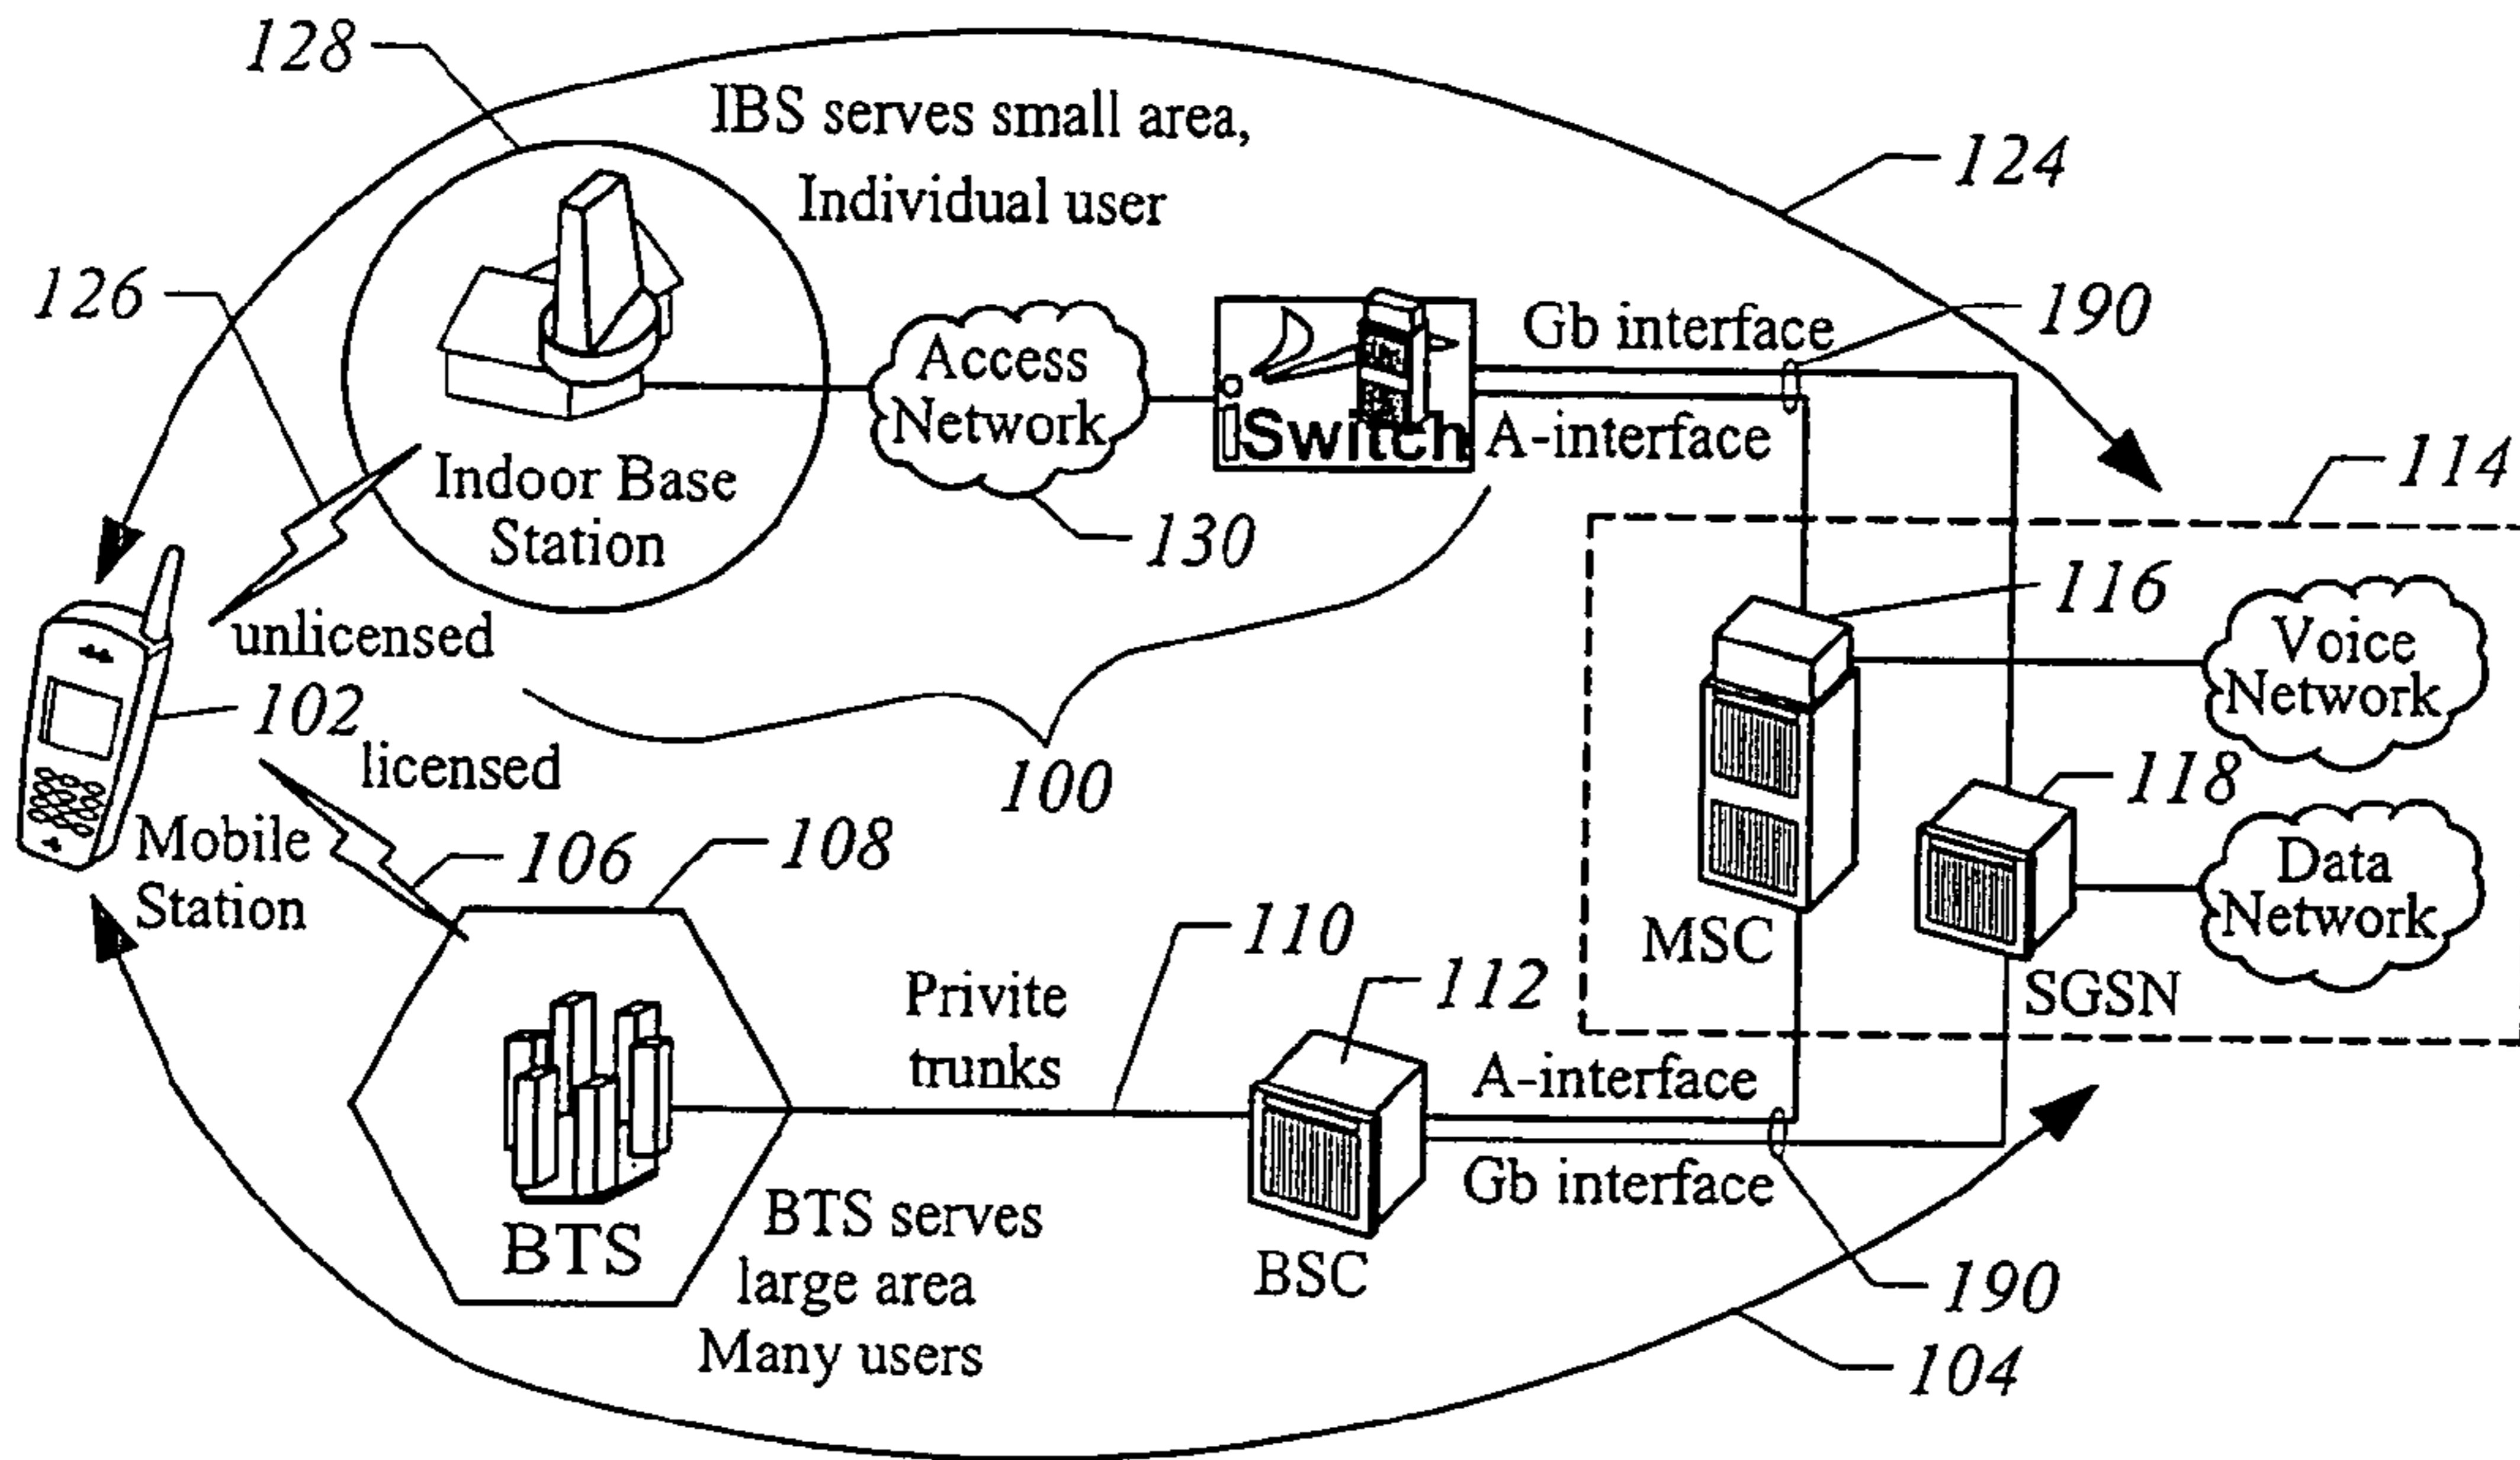 128
IBS serves small area,
Individual user
124
126
190
Gb interface
Access
Network
iSwitch
A-interface
114
Indoor Base
Station
130
116
unlicensed
Voice
Network
102
licensed
100
118
Mobile
Station
106
108
Data
Network
110
MSC
112
SGSN
Privite
trunks
A-interface
Gb interface
BTS
BTS serves
large area
Many users
BSC
190
104